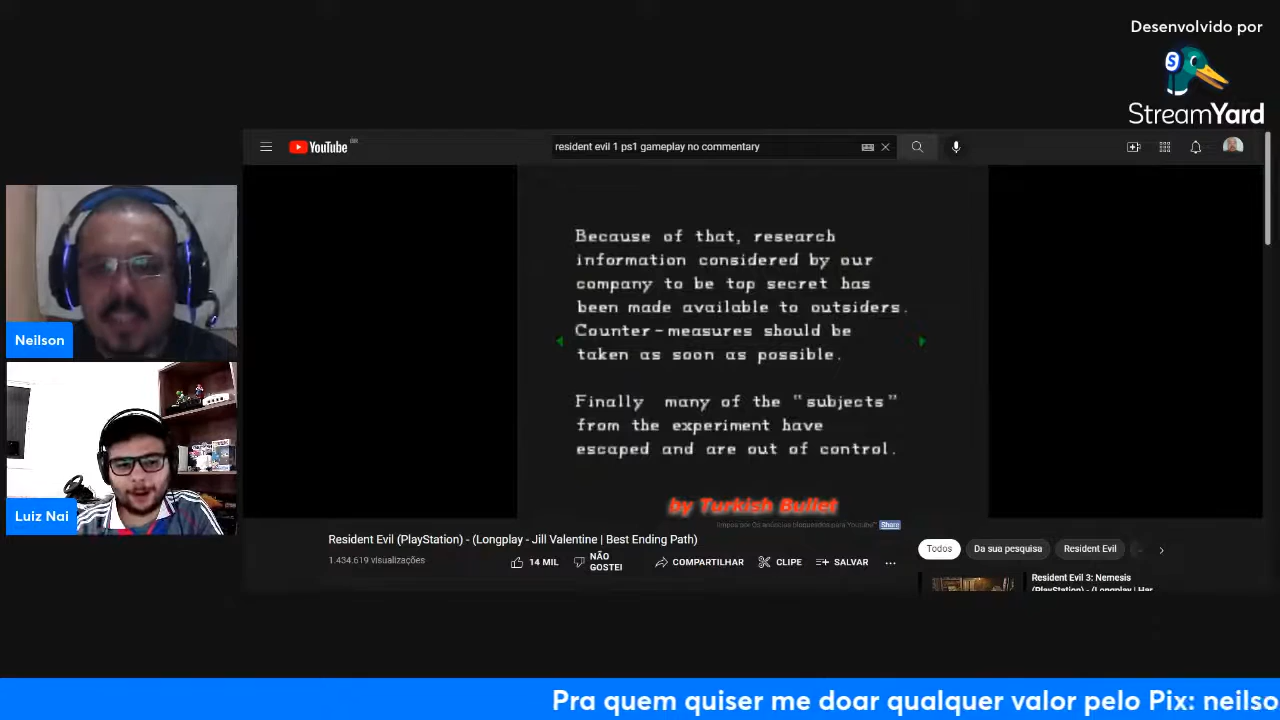 Desenvolvido por
StreamYard
YouTube BR
resident evil 1 ps1 gameplay no commentary
Because of that, research
information considered by our
company to be top secret has
been made available to outsiders.
Counter-measures should be
taken as soon as possible.
Finally many of the "subjects"
from the experiment have
escaped and are out of control.
by Turkish Bullet
Share
Neilson
Luiz Nai
Resident Evil (PlayStation) - (Longplay - Jill Valentine | Best Ending Path)
1.434.619 visualizações
14 MIL
NÃO
GOSTEI
COMPARTILHAR
CLIPE
SALVAR
Todos
Da sua pesquisa
Resident Evil
Resident Evil 3: Nemesis
(PlayStation) - (Longplay | Har
Pra quem quiser me doar qualquer valor pelo Pix: neilso